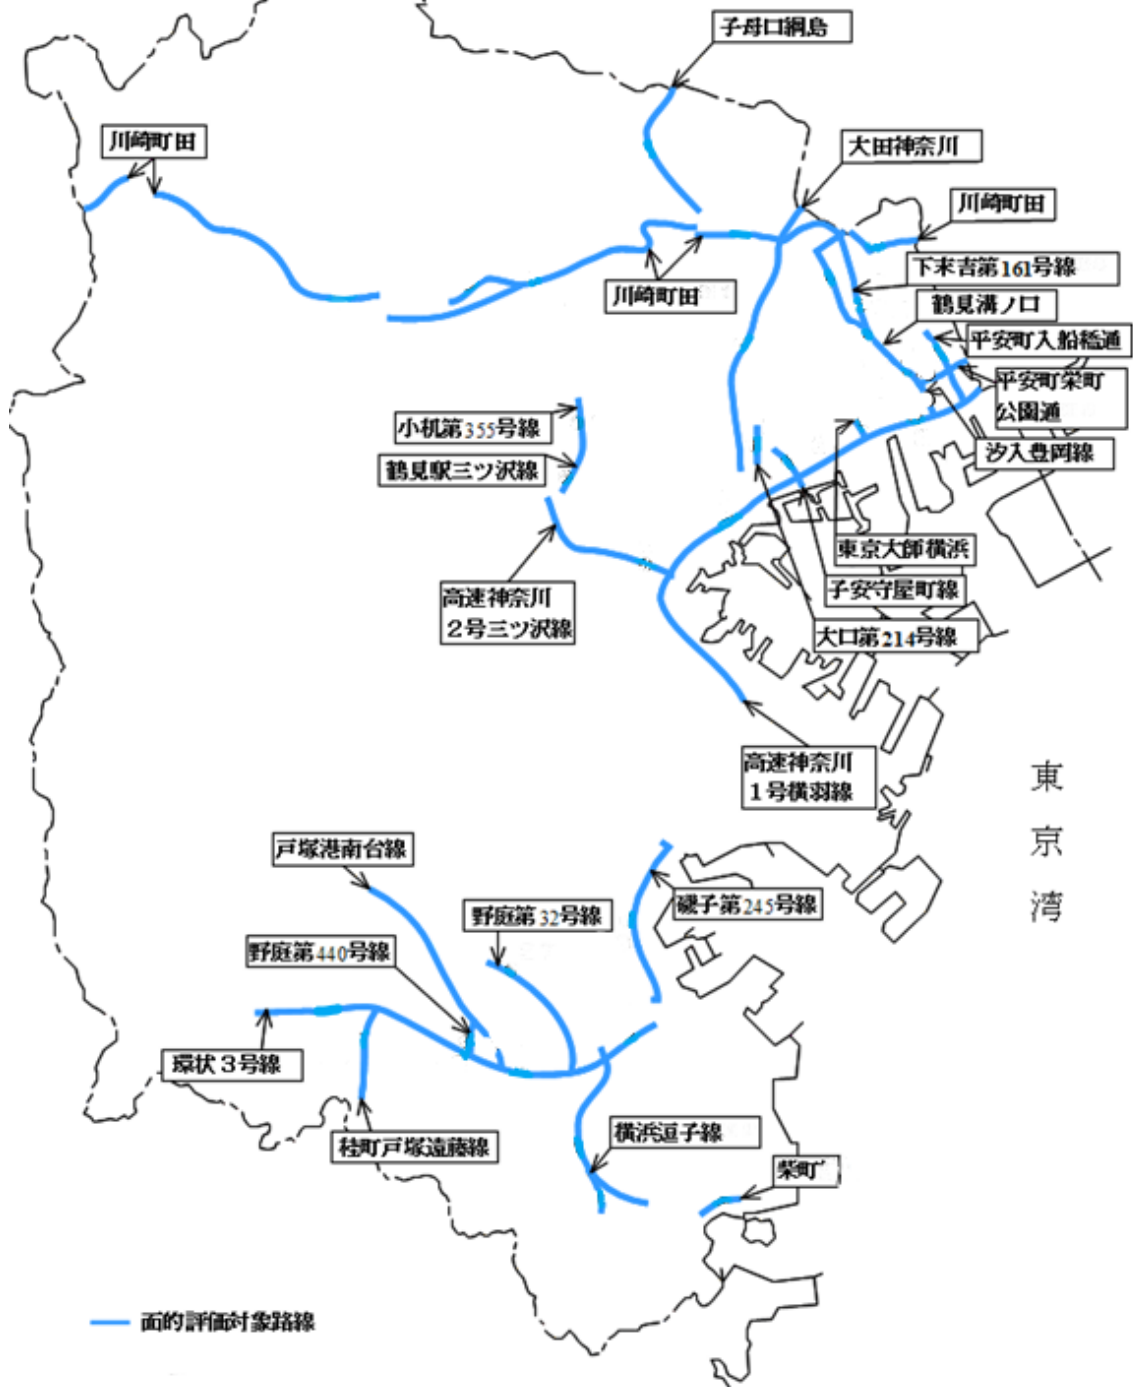 子母口綱島
川崎町田
大田神奈川
川崎町田
下末吉第161号線
川崎町田
鶴見溝ノ口
平安町入船橋通
平安町栄町
公園通
小机第355号線
汐入豊岡線
鶴見駅三ツ沢線
東京大師横浜
高速神奈川
2号三ツ沢線
子安守屋町線
大口第214号線
高速神奈川
1号横羽線
東京湾
戸塚港南台線
磯子第245号線
野庭第32号線
野庭第440号線
環状3号線
桂町戸塚遠藤線
横浜逗子線
柴町
面的評価対象路線